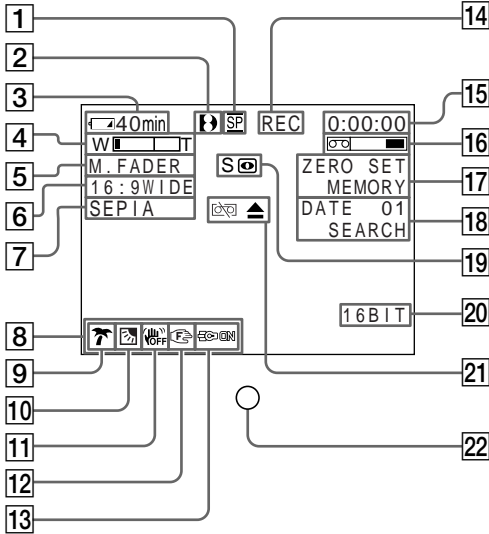 1
2
3
4
5
6
7
8
9
10
11
12
13
14
15
16
17
18
19
20
21
22
40min
SP
REC
0:00:00
W T
M.FADER
16:9WIDE
SEPIA
S
ZERO SET
MEMORY
DATE 01
SEARCH
16BIT
OFF
F
ON